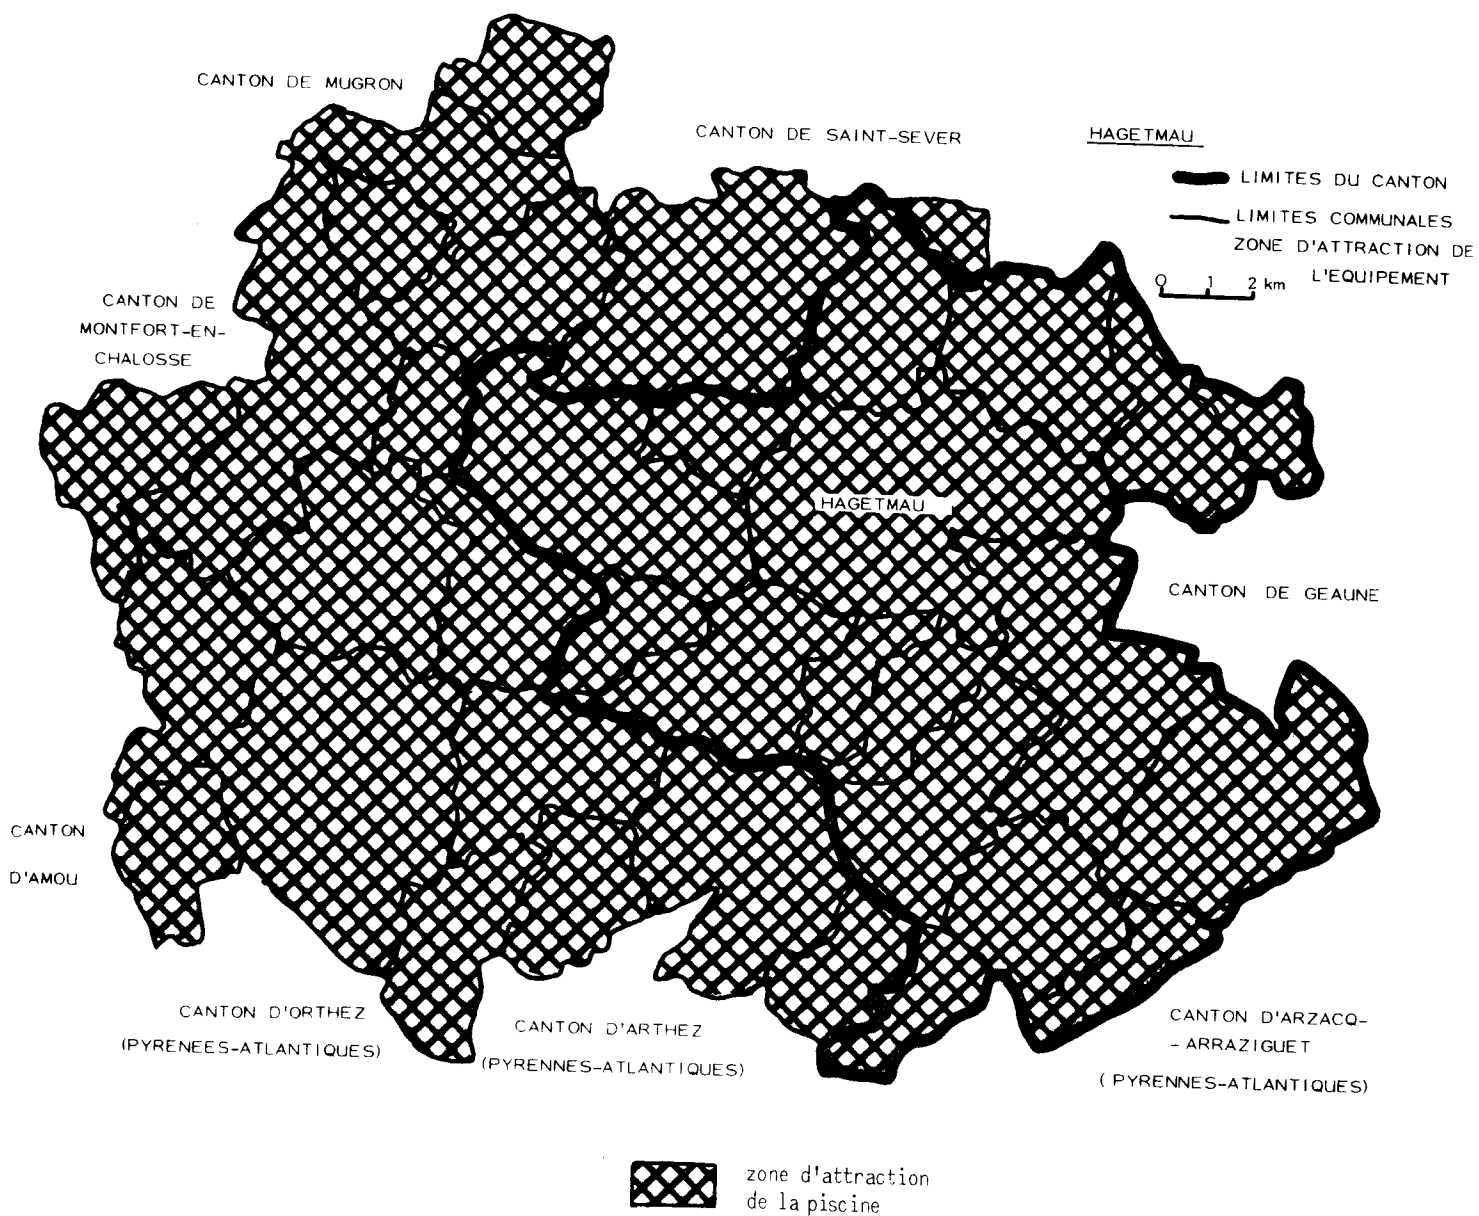 CANTON DE MUGRON
CANTON DE SAINT-SEVER
HAGETMAU
LIMITES DU CANTON
LIMITES COMMUNALES
ZONE D'ATTRACTION DE
L'EQUIPEMENT
0 1 2 km
CANTON DE
MONTFORT-EN-
CHALOSSE
HAGETMAU
CANTON DE GEAUNE
CANTON
D'AMOU
CANTON D'ORTHEZ
(PYRENEES-ATLANTIQUES)
CANTON D'ARTHEZ
(PYRENNES-ATLANTIQUES)
CANTON D'ARZACQ-
- ARRAZIGUET
( PYRENNES-ATLANTIQUES)
zone d'attraction
de la piscine